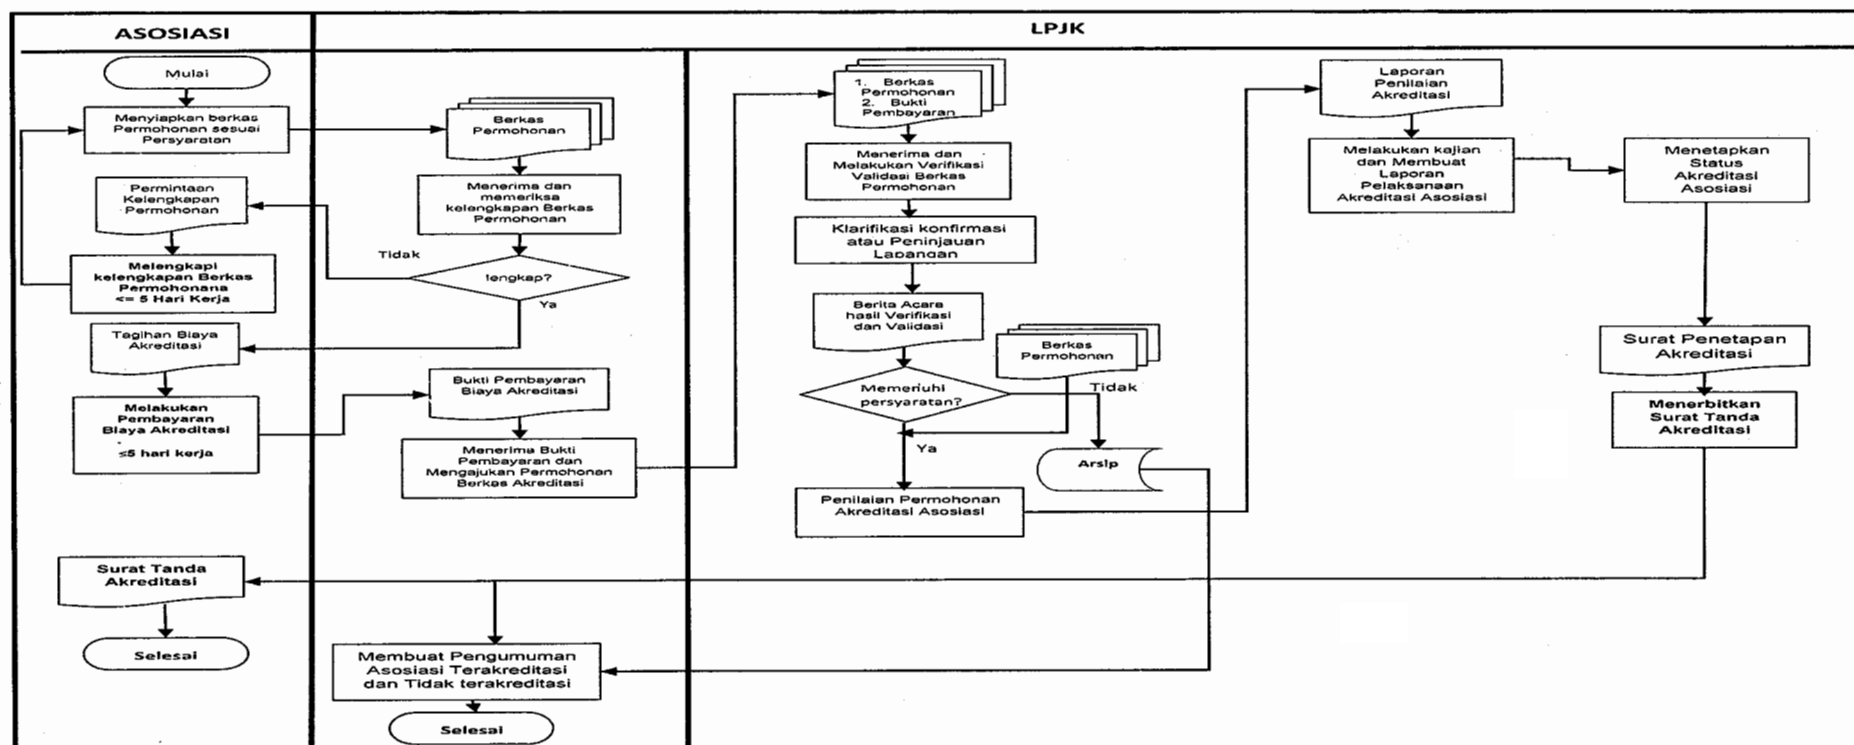 ASOSIASI
LPJK
Mulai
Menyiapkan berkas
Permohonan sesuai
Persyaratan
Permintaan
Kelengkapan
Permohonan
Melengkapi
kelengkapan Berkas
Permohonana
<= 5 Hari Kerja
Tagihan Biaya
Akreditasi
Melakukan
Pembayaran
Biaya Akreditasi
≤5 hari kerja
Surat Tanda
Akreditasi
Selesai
Berkas
Permohonan
Menerima dan
memeriksa
kelengkapan Berkas
Permohonan
Tidak
lengkap?
Ya
Bukti Pembayaran
Biaya Akreditasi
Menerima Bukti
Pembayaran dan
Mengajukan Permohonan
Berkas Akreditasi
Membuat Pengumuman
Asosiasi Terakreditasi
dan Tidak terakreditasi
Selesai
1. Berkas
Permohonan
2. Bukti
Pembayaran
Menerima dan
Melakukan Verifikasi
Validasi Berkas
Permohonan
Klarifikasi konfirmasi
atau Peninjauan
Lapangan
Berita Acara
hasil Verifikasi
dan Validasi
Berkas
Permohonan
Memenuhi
persyaratan?
Tidak
Ya
Arsip
Penilaian Permohonan
Akreditasi Asosiasi
Laporan
Penilaian
Akreditasi
Melakukan kajian
dan Membuat
Laporan
Pelaksanaan
Akreditasi Asosiasi
Menetapkan
Status
Akreditasi
Asosiasi
Surat Penetapan
Akreditasi
Menerbitkan
Surat Tanda
Akreditasi